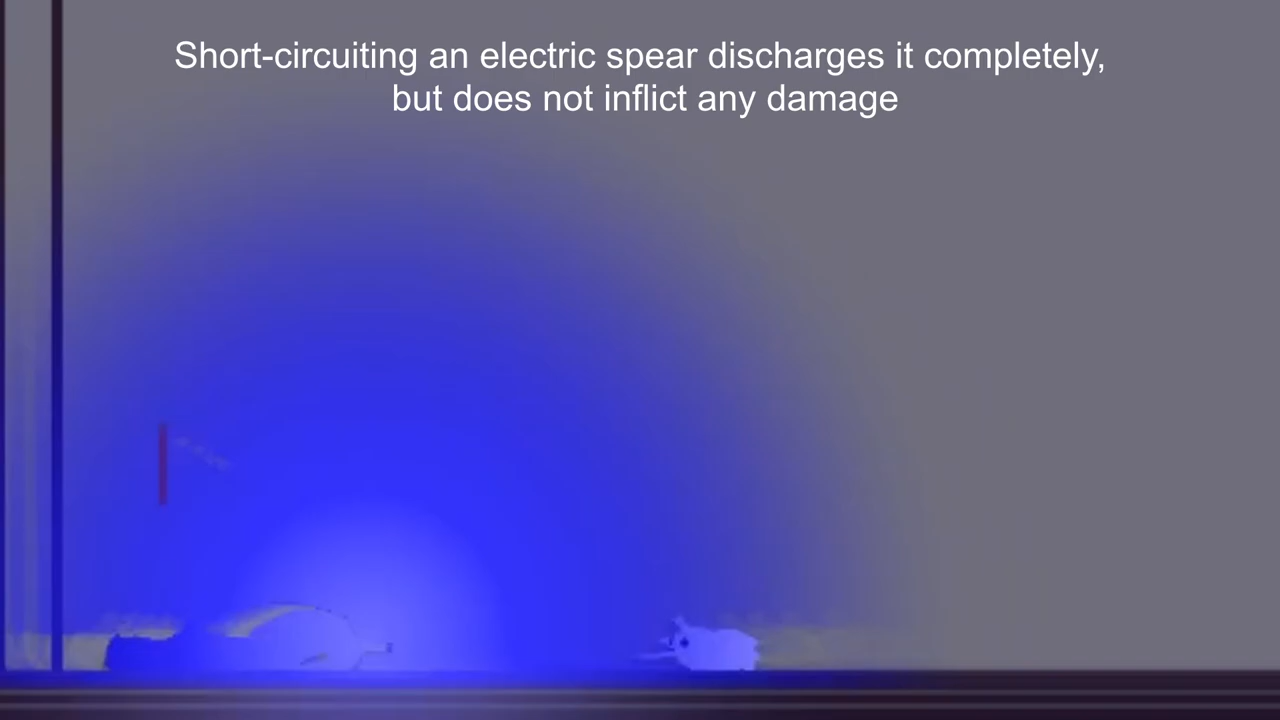 Short-circuiting an electric spear discharges it completely,
but does not inflict any damage